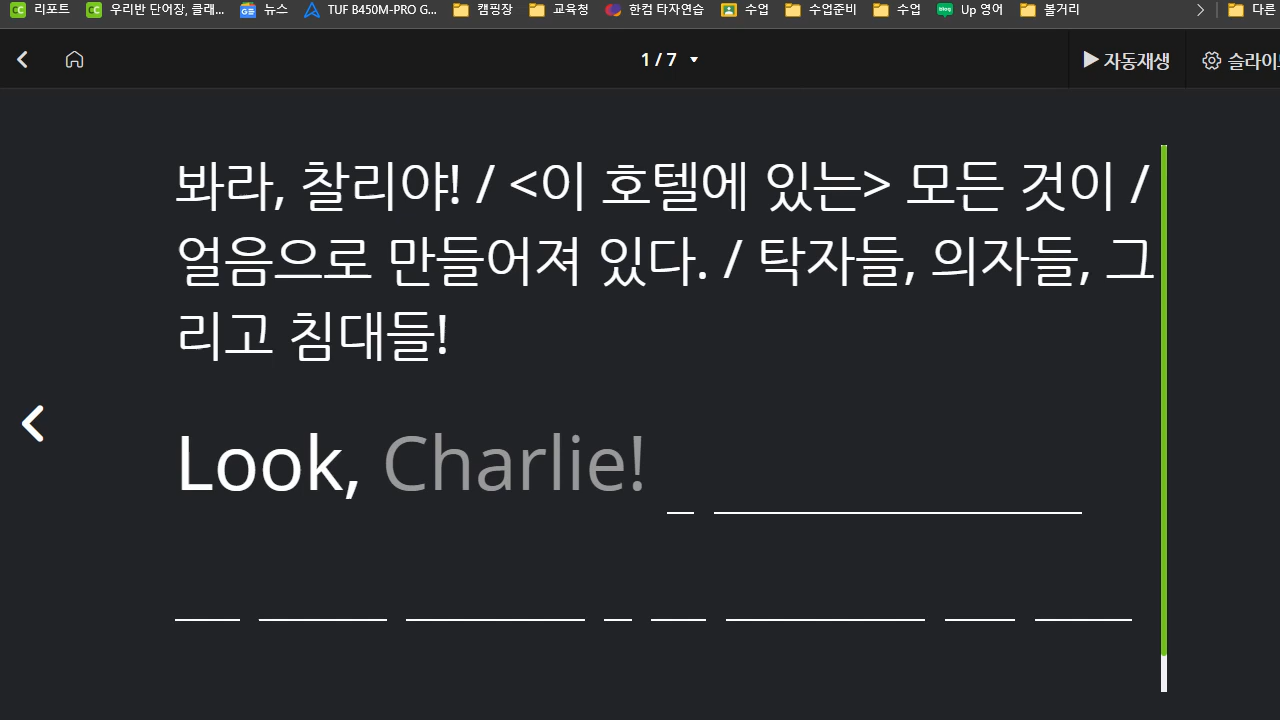 리포트 우리반 단어장, 클래... 뉴스 TUF B450M-PRO G... 캠핑장 교육청 한컴 타자연습 수업 수업준비 수업 Up 영어 볼거리 다른
1 / 7 자동재생 슬라이드
봐라, 찰리야! / <이 호텔에 있는> 모든 것이 /
얼음으로 만들어져 있다. / 탁자들, 의자들, 그
리고 침대들!
Look, Charlie!